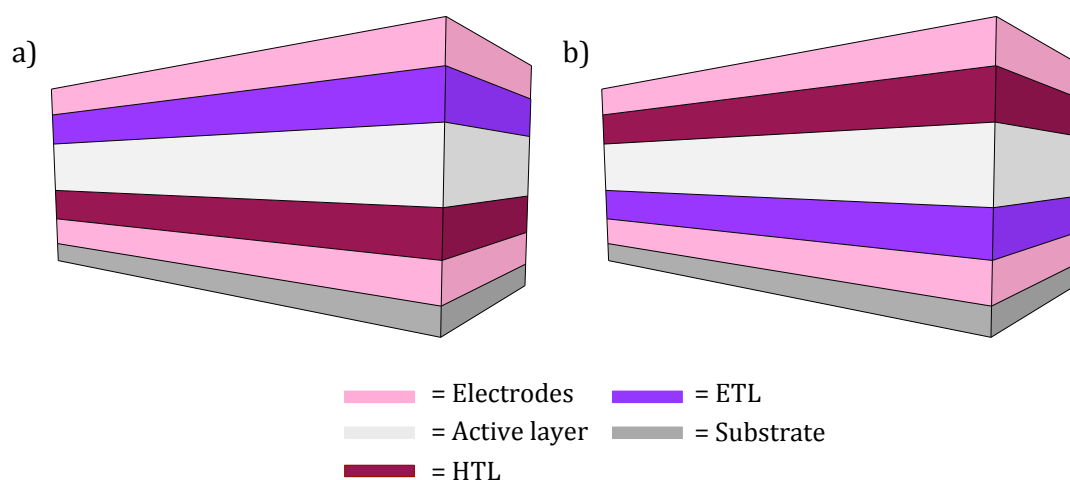 a)
b)
= Electrodes
= ETL
= Active layer
= Substrate
= HTL